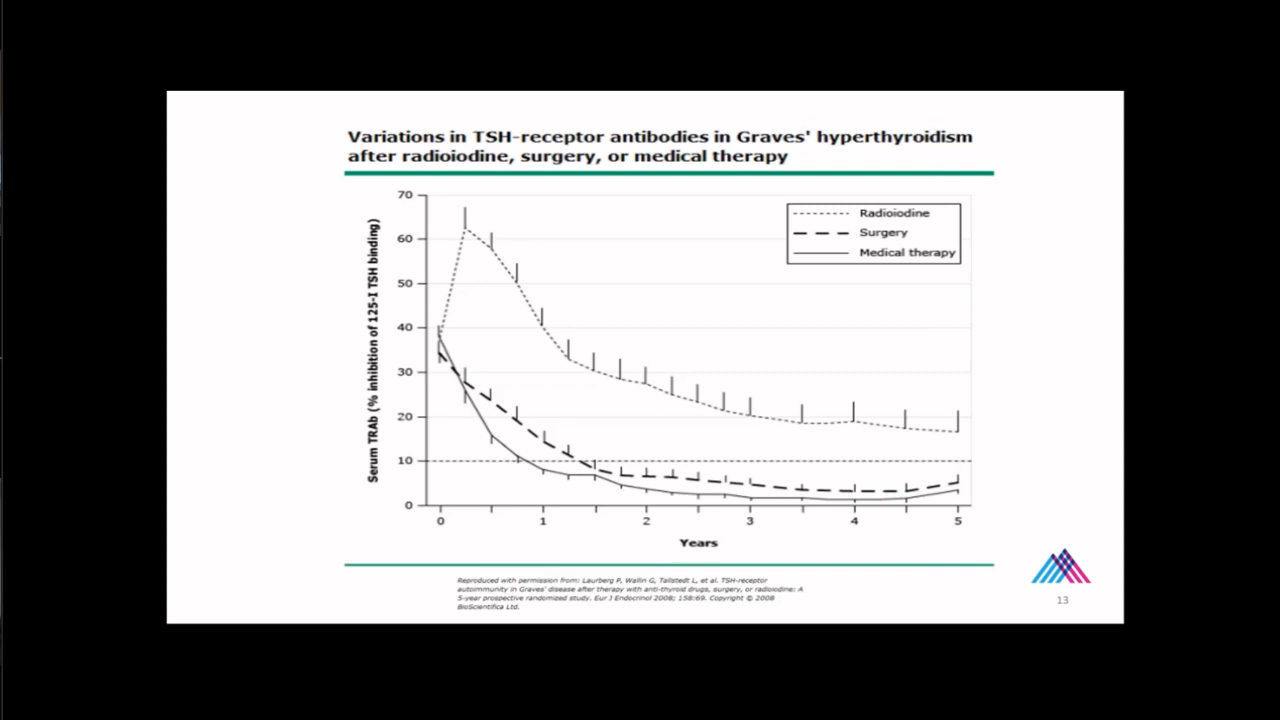 Variations in TSH-receptor antibodies in Graves' hyperthyroidism
after radioiodine, surgery, or medical therapy
Serum TRAb (% inhibition of 125-I TSH binding)
70
60
50
40
30
20
10
0
Radioiodine
Surgery
Medical therapy
0 1 2 3 4 5
Years
Reproduced with permission from: Laurberg P, Wallin G, Tallstedt L, et al. TSH-receptor
autoimmunity in Graves' disease after therapy with anti-thyroid drugs, surgery, or radioiodine: A
5-year prospective randomized study. Eur J Endocrinol 2008; 158:69. Copyright © 2008
BioScientifica Ltd.
13